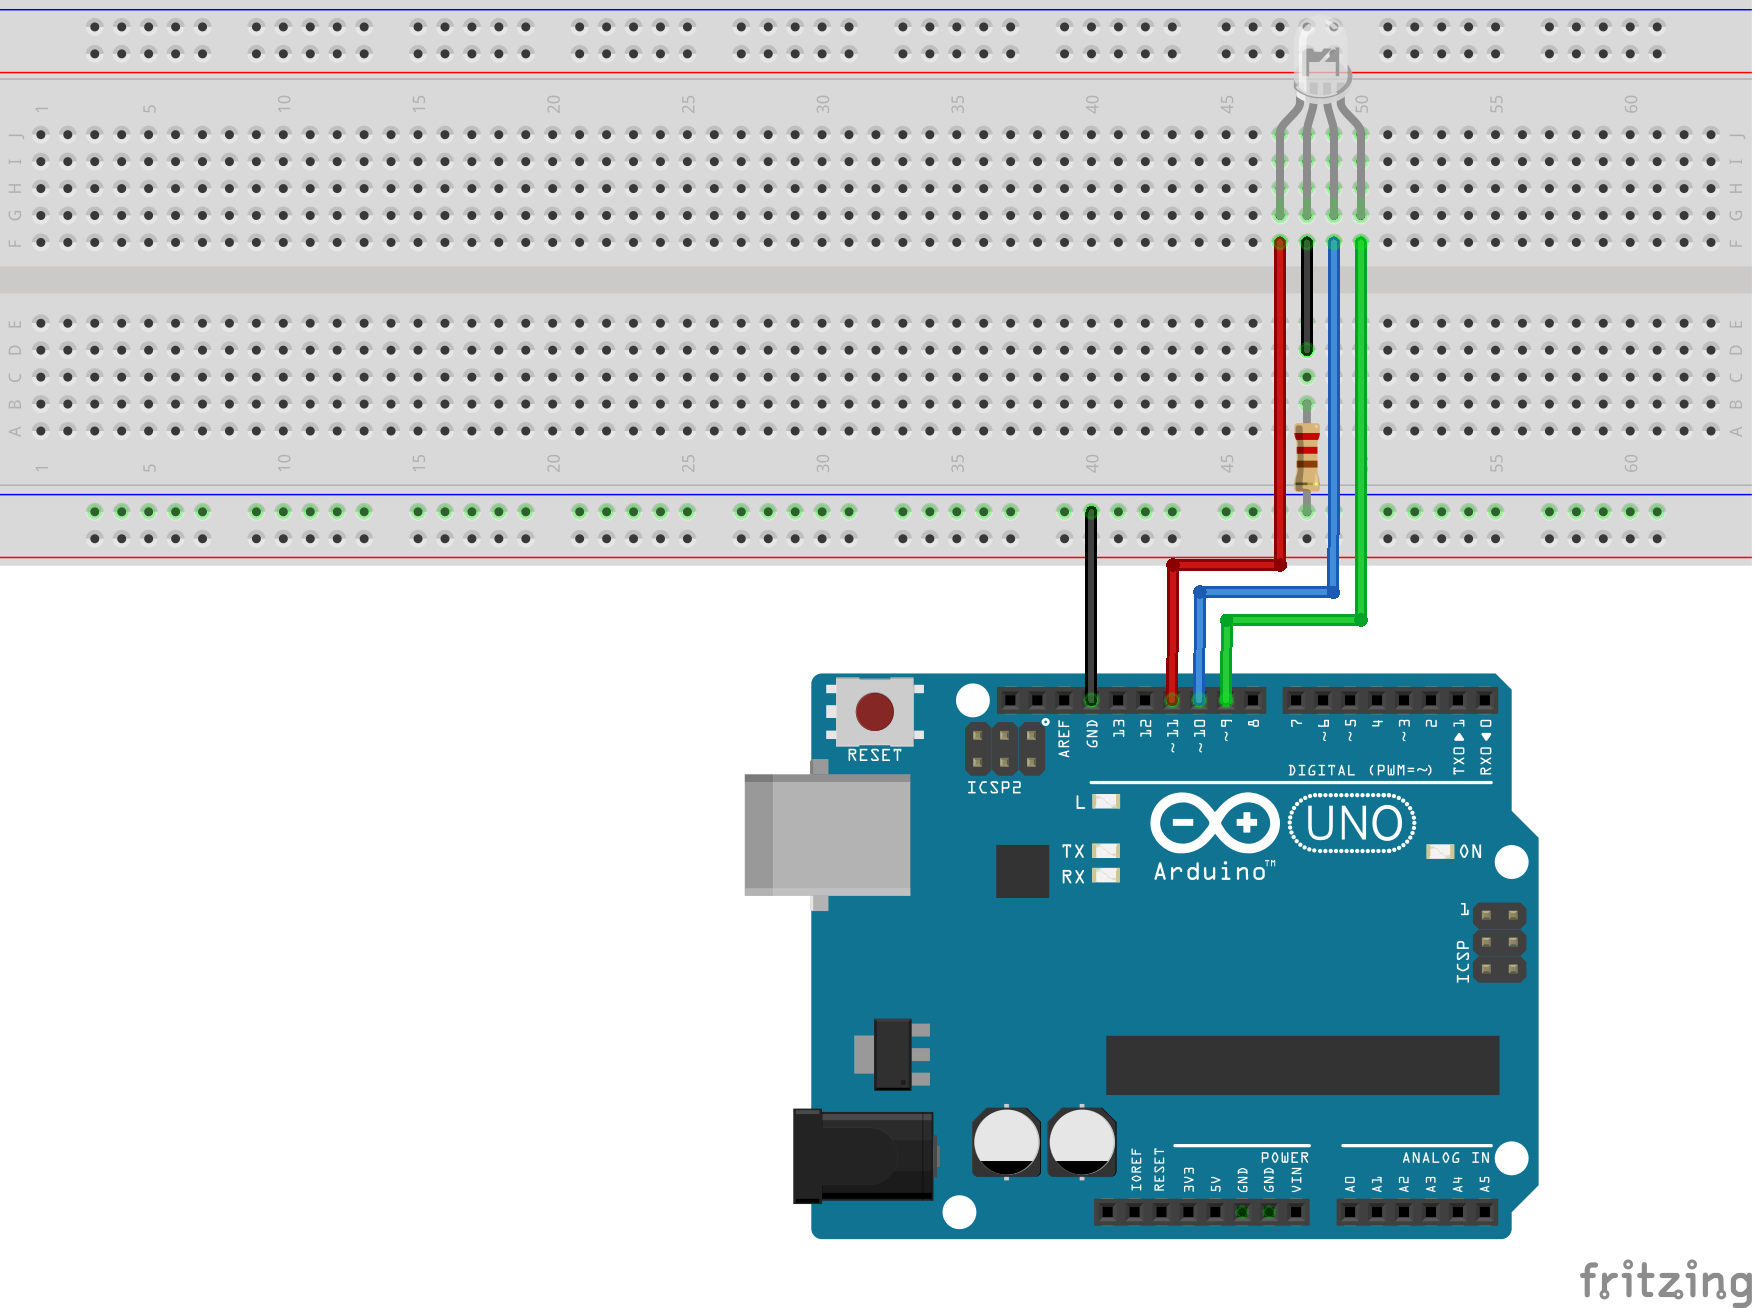 1 5 10 15 20 25 30 35 40 45 50 55 60
J J
I I
H H
G G
F F
E E
D D
C C
B B
A A
1 5 10 15 20 25 30 35 40 45 55 60
AREF GND 13 12 ~11 ~10 ~9 8 7 ~6 ~5 4 ~3 2 TX0▶1 RX0◀0
RESET
DIGITAL (PWM=~)
ICSP2
L
UNO
TX
ON
RX
Arduino™
1
ICSP
POWER
ANALOG IN
IOREF RESET 3V3 5V GND GND VIN A0 A1 A2 A3 A4 A5
fritzing